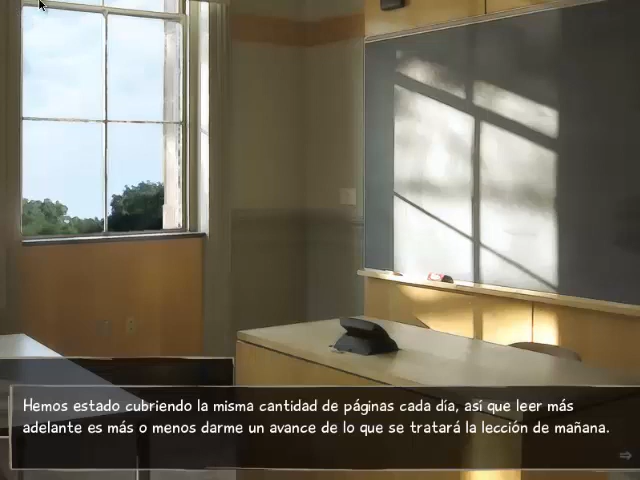 Hemos estado cubriendo la misma cantidad de páginas cada día, así que leer más
adelante es más o menos darme un avance de lo que se tratará la lección de mañana.